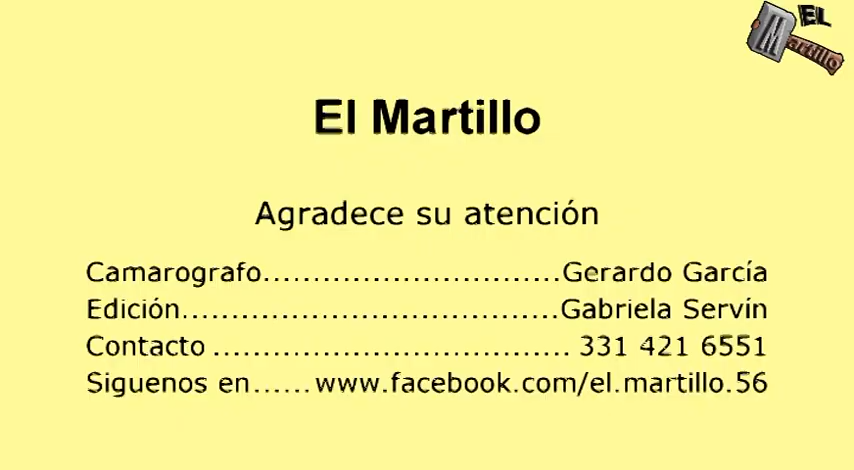 EL
Martillo
El Martillo
Agradece su atención
Camarografo..............................Gerardo García
Edición......................................Gabriela Servín
Contacto .................................... 331 421 6551
Siguenos en......www.facebook.com/el.martillo.56